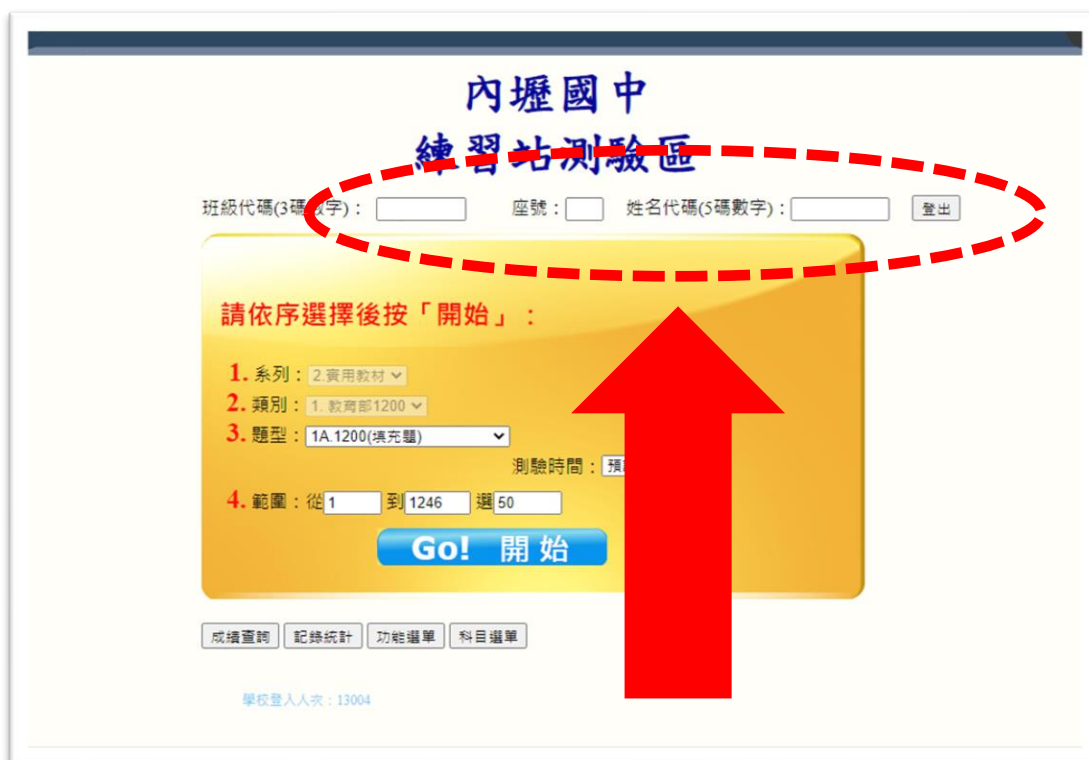 內壢國中
練習站測驗區
班級代碼(3碼數字)： 座號： 姓名代碼(5碼數字)： 登出
請依序選擇後按「開始」：
1. 系列： 2.實用教材
2. 類別： 1. 教育部1200
3. 題型： 1A.1200(填充題)
測驗時間：
4. 範圍：從 1 到 1246 選 50
Go! 開始
成績查詢 記錄統計 功能選單 科目選單
學校登入人次：13004